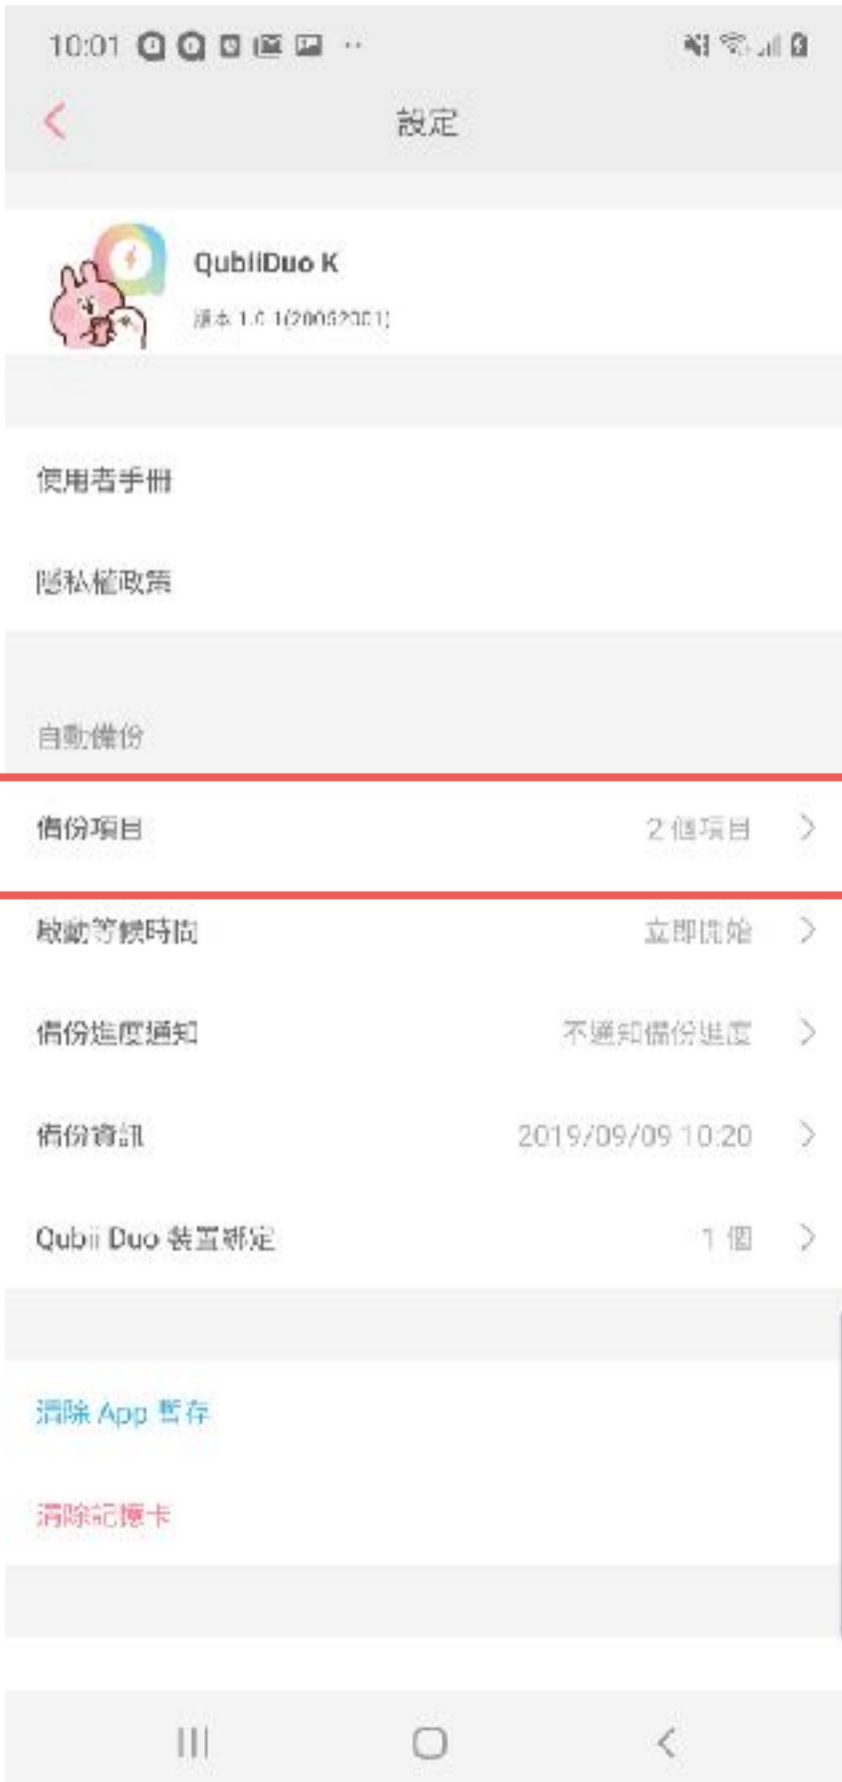 10:01
設定
QubiiDuo K
版本 1.0.1(20052001)
使用者手冊
隱私權政策
自動備份
備份項目 2 個項目
啟動等候時間 立即開始
備份進度通知 不通知備份進度
備份資訊 2019/09/09 10:20
Qubii Duo 裝置綁定 1 個
清除 App 暫存
清除記憶卡